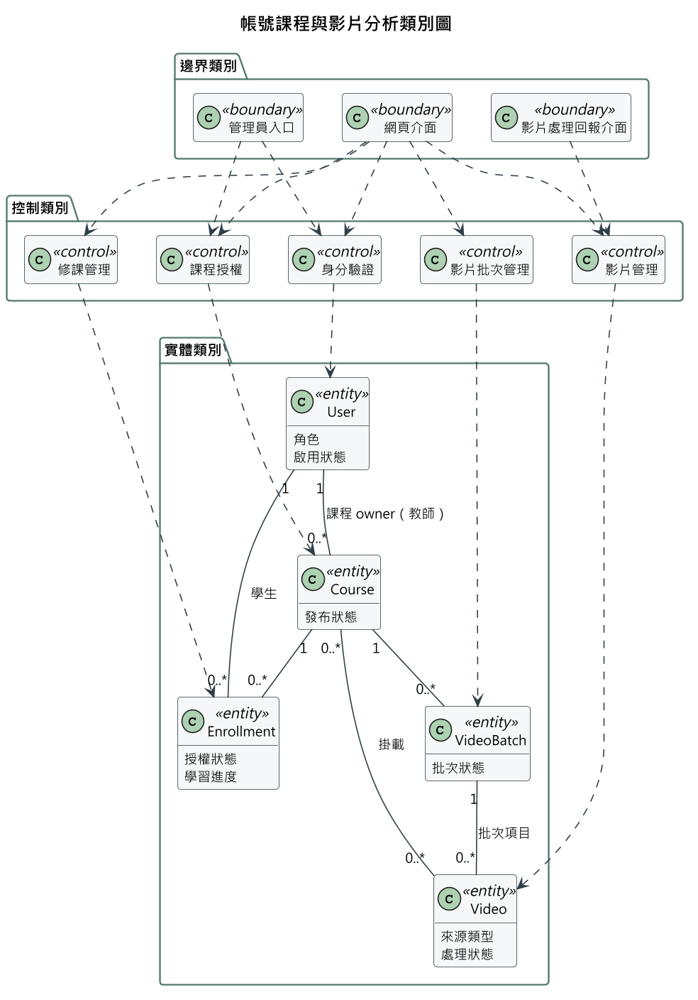 帳號課程與影片分析類別圖
邊界類別
C
«boundary»
管理員入口
C
«boundary»
網頁介面
C
«boundary»
影片處理回報介面
控制類別
C
«control»
修課管理
C
«control»
課程授權
C
«control»
身分驗證
C
«control»
影片批次管理
C
«control»
影片管理
實體類別
C
«entity»
User
角色
啟用狀態
1
1
課程 owner（教師）
0..*
C
«entity»
Course
發布狀態
學生
1
0..*
1
0..*
0..*
0..*
C
«entity»
Enrollment
授權狀態
學習進度
掛載
C
«entity»
VideoBatch
批次狀態
1
批次項目
0..*
0..*
C
«entity»
Video
來源類型
處理狀態